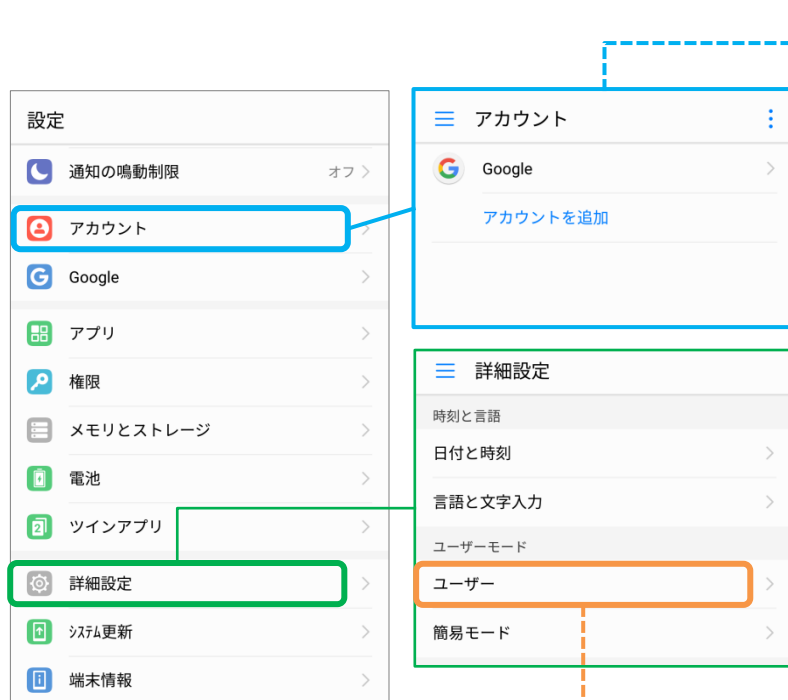 設定
通知の鳴動制限 オフ
アカウント
Google
アプリ
権限
メモリとストレージ
電池
ツインアプリ
詳細設定
ｼｽﾃﾑ更新
端末情報
アカウント
Google
アカウントを追加
詳細設定
時刻と言語
日付と時刻
言語と文字入力
ユーザーモード
ユーザー
簡易モード